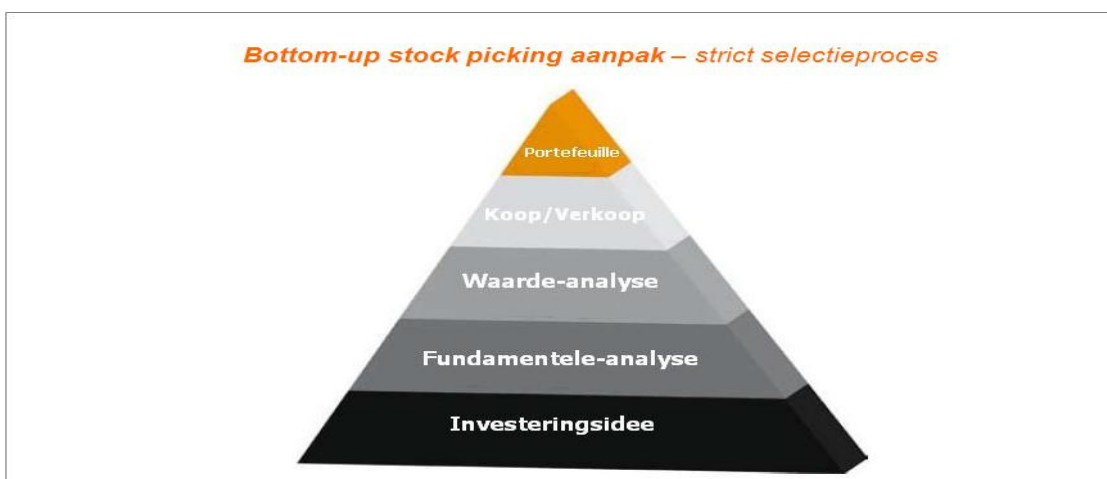 Bottom-up stock picking aanpak – strict selectieproces
Portefeuille
Koop/Verkoop
Waarde-analyse
Fundamentele-analyse
Investeringsidee